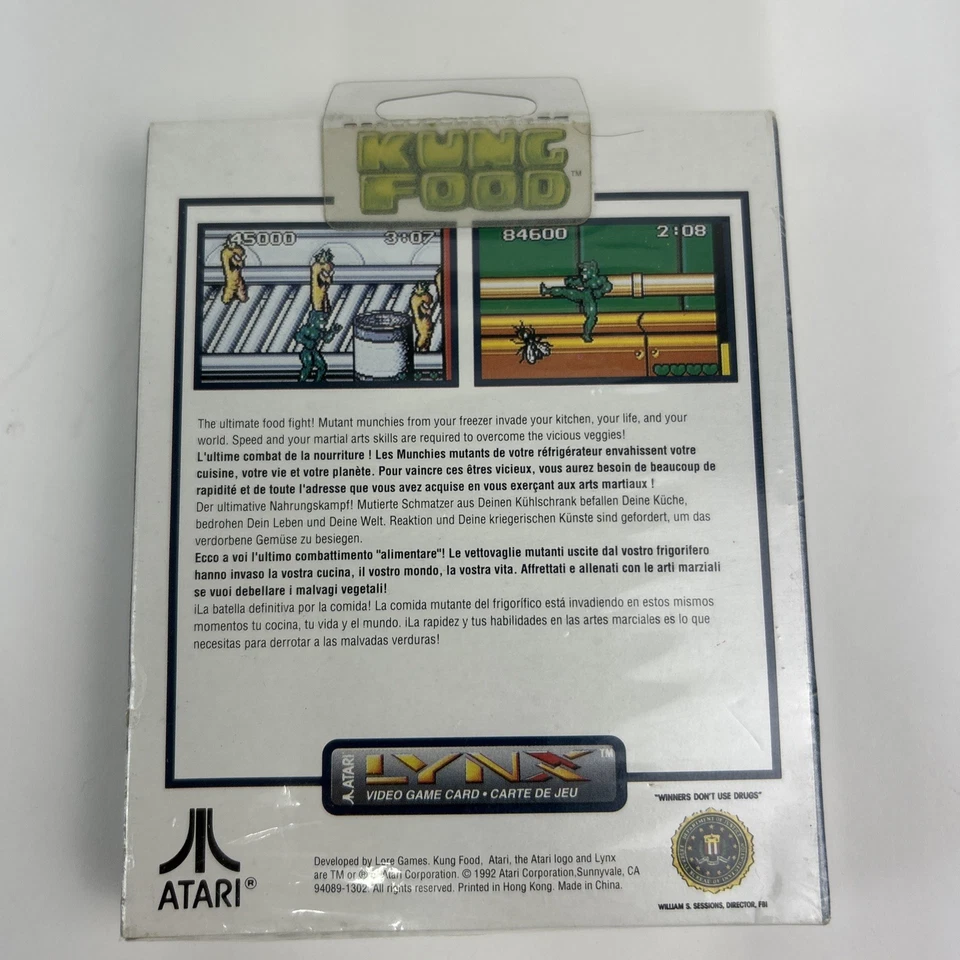 KUNG
FOOD™
45000 3:07
84600 2:08
The ultimate food fight! Mutant munchies from your freezer invade your kitchen, your life, and your
world. Speed and your martial arts skills are required to overcome the vicious veggies!
L'ultime combat de la nourriture ! Les Munchies mutants de votre réfrigérateur envahissent votre
cuisine, votre vie et votre planète. Pour vaincre ces êtres vicieux, vous aurez besoin de beaucoup de
rapidité et de toute l'adresse que vous avez acquise en vous exerçant aux arts martiaux !
Der ultimative Nahrungskampf! Mutierte Schmatzer aus Deinen Kühlschrank befallen Deine Küche,
bedrohen Dein Leben und Deine Welt. Reaktion und Deine kriegerischen Künste sind gefordert, um das
verdorbene Gemüse zu besiegen.
Ecco a voi l'ultimo combattimento "alimentare"! Le vettovaglie mutanti uscite dal vostro frigorifero
hanno invaso la vostra cucina, il vostro mondo, la vostra vita. Affrettati e allenati con le arti marziali
se vuoi debellare i malvagi vegetali!
¡La batella definitiva por la comida! La comida mutante del frigorífico está invadiendo en estos mismos
momentos tu cocina, tu vida y el mundo. ¡La rapidez y tus habilidades en las artes marciales es lo que
necesitas para derrotar a las malvadas verduras!
ATARI LYNX™
VIDEO GAME CARD • CARTE DE JEU
"WINNERS DON'T USE DRUGS"
WILLIAM S. SESSIONS, DIRECTOR, FBI
ATARI®
Developed by Lore Games. Kung Food, Atari, the Atari logo and Lynx
are TM or ® Atari Corporation. © 1992 Atari Corporation,Sunnyvale, CA
94089-1302. All rights reserved. Printed in Hong Kong. Made in China.